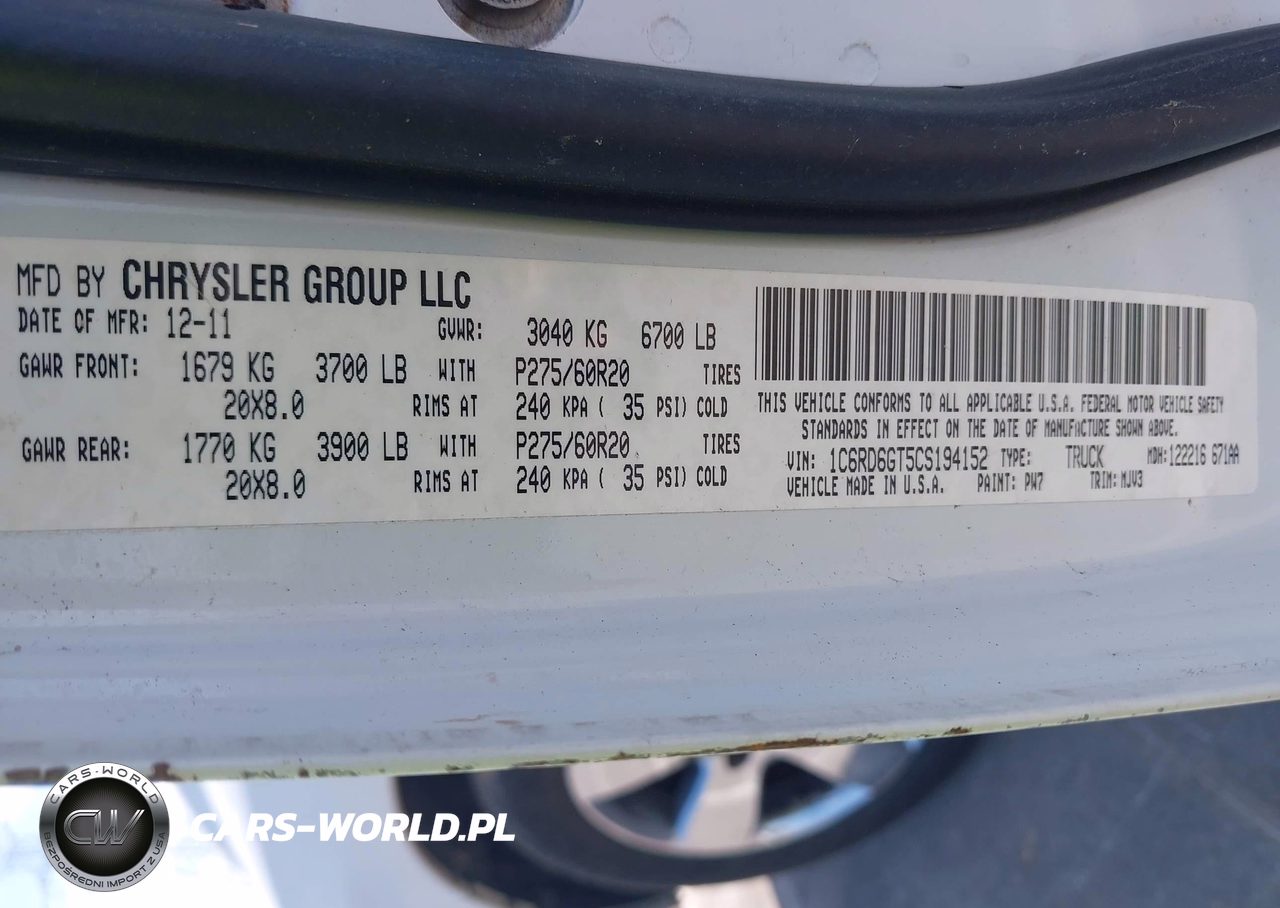 MFD BY CHRYSLER GROUP LLC
DATE OF MFR: 12-11 GVWR: 3040 KG 6700 LB
GAWR FRONT: 1679 KG 3700 LB WITH P275/60R20 TIRES
20X8.0 RIMS AT 240 KPA ( 35 PSI) COLD
GAWR REAR: 1770 KG 3900 LB WITH P275/60R20 TIRES
20X8.0 RIMS AT 240 KPA ( 35 PSI) COLD
THIS VEHICLE CONFORMS TO ALL APPLICABLE U.S.A. FEDERAL MOTOR VEHICLE SAFETY
STANDARDS IN EFFECT ON THE DATE OF MANUFACTURE SHOWN ABOVE.
VIN: 1C6RD6GT5CS194152 TYPE: TRUCK MDH: 122216 671AA
VEHICLE MADE IN U.S.A. PAINT: PW7 TRIM: MJV3
CARS-WORLD
CW
BEZPOŚREDNI IMPORT Z USA
CARS-WORLD.PL